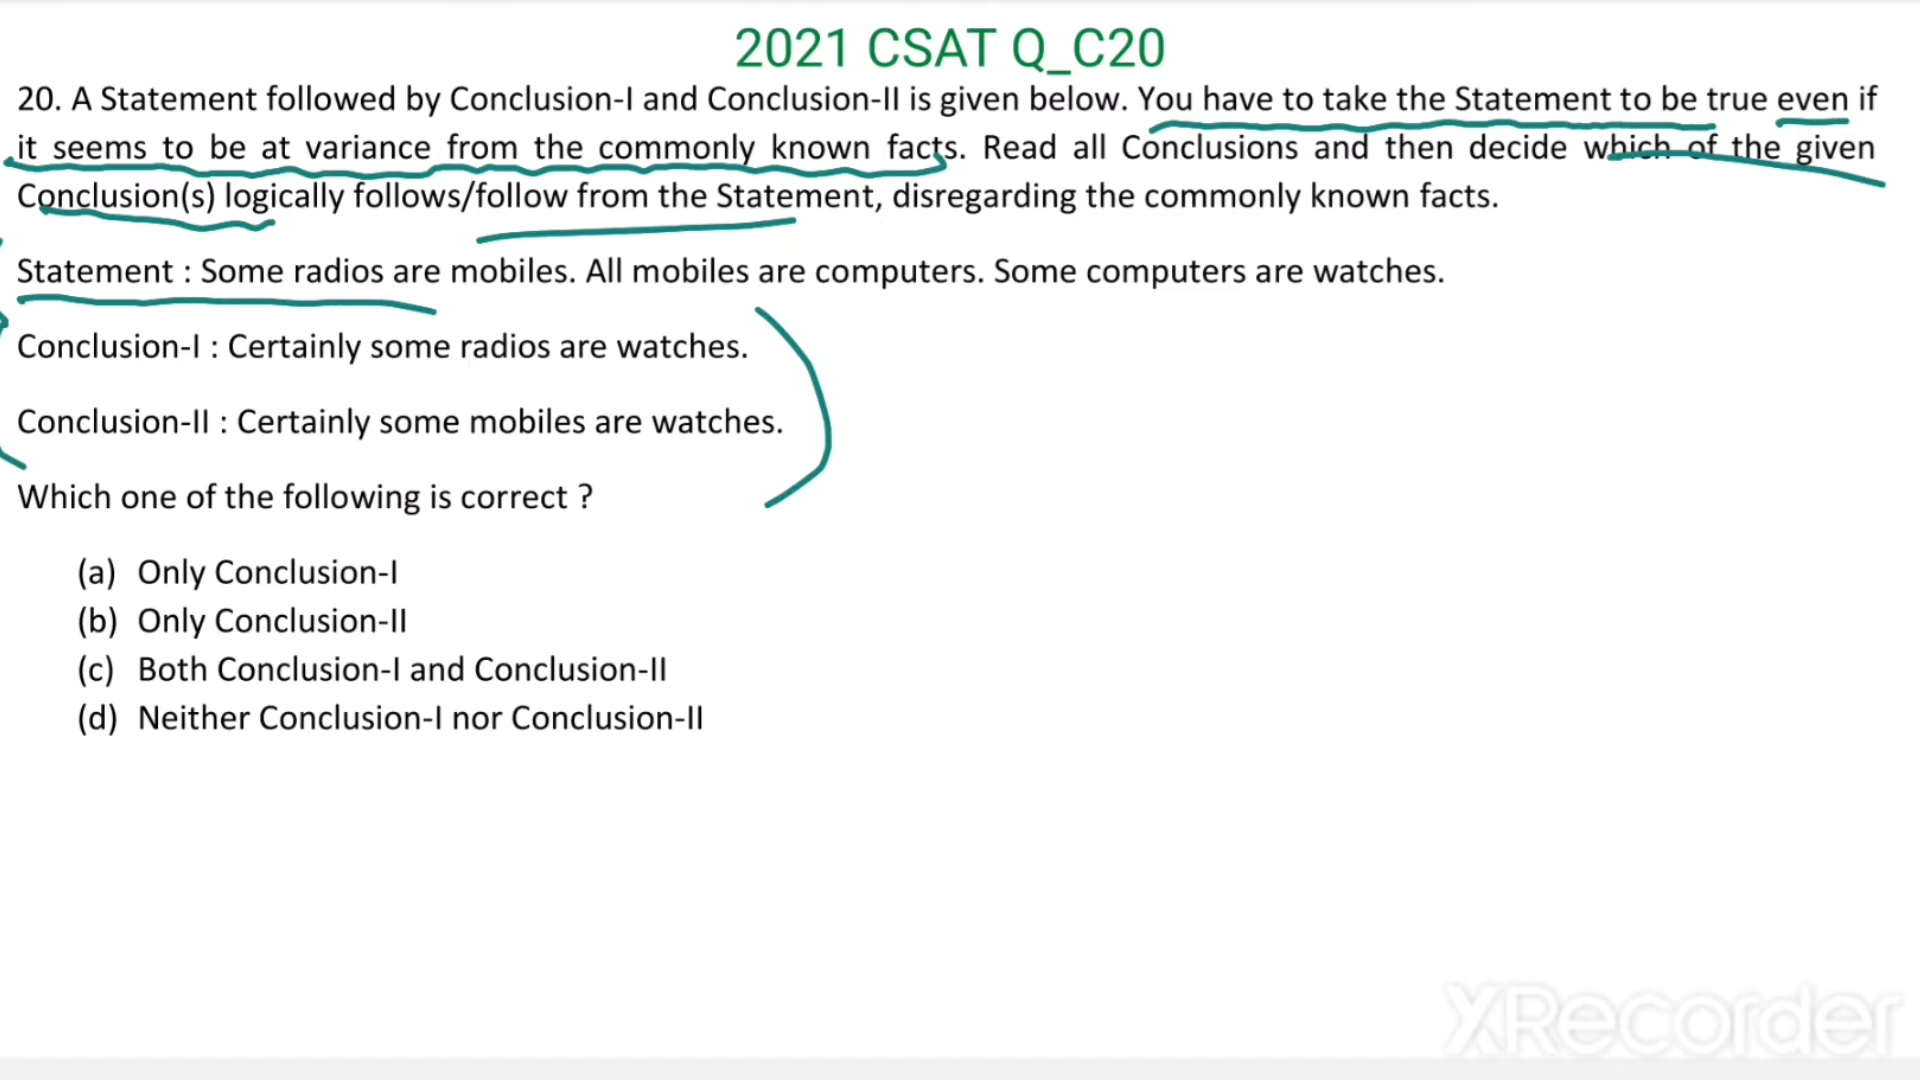 2021 CSAT Q_C20
20. A Statement followed by Conclusion-I and Conclusion-II is given below. You have to take the Statement to be true even if
it seems to be at variance from the commonly known facts. Read all Conclusions and then decide which of the given
Conclusion(s) logically follows/follow from the Statement, disregarding the commonly known facts.
Statement : Some radios are mobiles. All mobiles are computers. Some computers are watches.
Conclusion-I : Certainly some radios are watches.
Conclusion-II : Certainly some mobiles are watches.
Which one of the following is correct ?
(a) Only Conclusion-I
(b) Only Conclusion-II
(c) Both Conclusion-I and Conclusion-II
(d) Neither Conclusion-I nor Conclusion-II
XRecorder